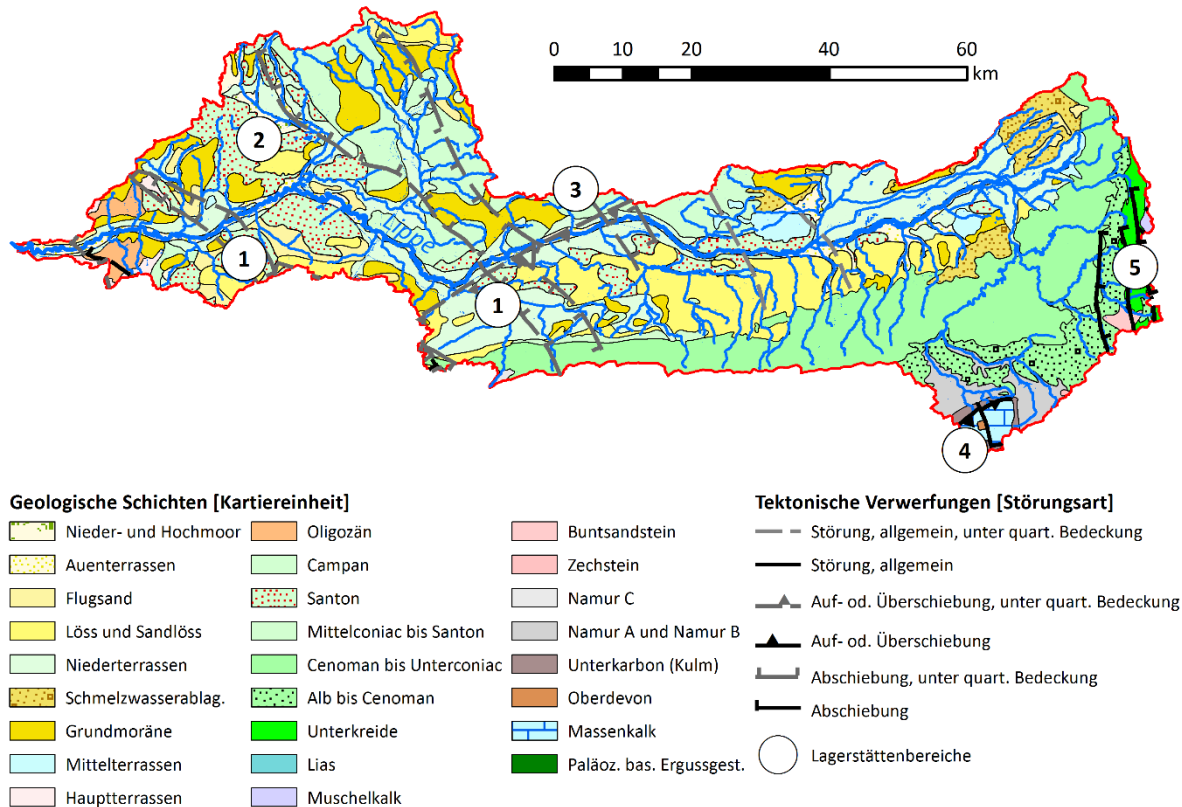 0 10 20 40 60
km
2
3
Lippe
1
5
1
4
Geologische Schichten [Kartiereinheit]
Nieder- und Hochmoor
Auenterrassen
Flugsand
Löss und Sandlöss
Niederterrassen
Schmelzwasserablag.
Grundmoräne
Mittelterrassen
Hauptterrassen
Oligozän
Campan
Santon
Mittelconiac bis Santon
Cenoman bis Unterconiac
Alb bis Cenoman
Unterkreide
Lias
Muschelkalk
Buntsandstein
Zechstein
Namur C
Namur A und Namur B
Unterkarbon (Kulm)
Oberdevon
Massenkalk
Paläoz. bas. Ergussgest.
Tektonische Verwerfungen [Störungsart]
Störung, allgemein, unter quart. Bedeckung
Störung, allgemein
Auf- od. Überschiebung, unter quart. Bedeckung
Auf- od. Überschiebung
Abschiebung, unter quart. Bedeckung
Abschiebung
Lagerstättenbereiche